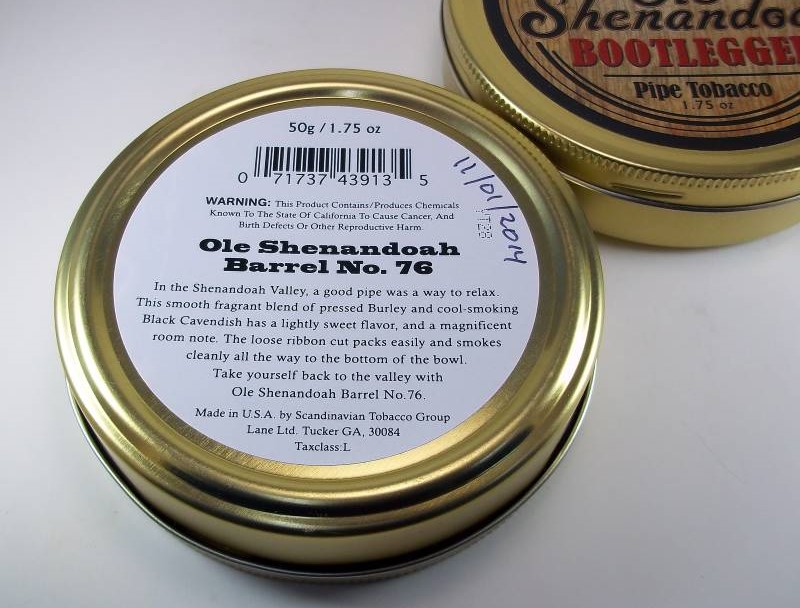 50g / 1.75 oz
0 71737 43913 5
11/01/2014
WARNING: This Product Contains/Produces Chemicals
Known To The State Of California To Cause Cancer, And
Birth Defects Or Other Reproductive Harm.
Ole Shenandoah
Barrel No. 76
In the Shenandoah Valley, a good pipe was a way to relax.
This smooth fragrant blend of pressed Burley and cool-smoking
Black Cavendish has a lightly sweet flavor, and a magnificent
room note. The loose ribbon cut packs easily and smokes
cleanly all the way to the bottom of the bowl.
Take yourself back to the valley with
Ole Shenandoah Barrel No.76.
Made in U.S.A. by Scandinavian Tobacco Group
Lane Ltd. Tucker GA, 30084
Taxclass:L
Ole
Shenandoa
BOOTLEGGE
Pipe Tobacco
1.75 oz